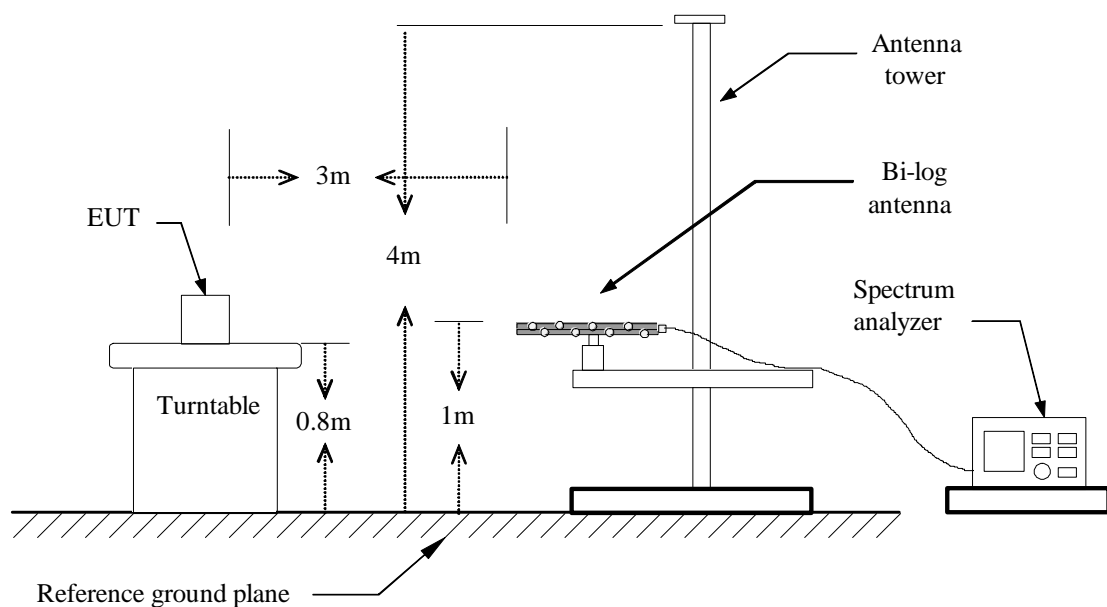 Antenna
tower
3m
Bi-log
antenna
EUT
4m
Spectrum
analyzer
Turntable
0.8m
1m
Reference ground plane